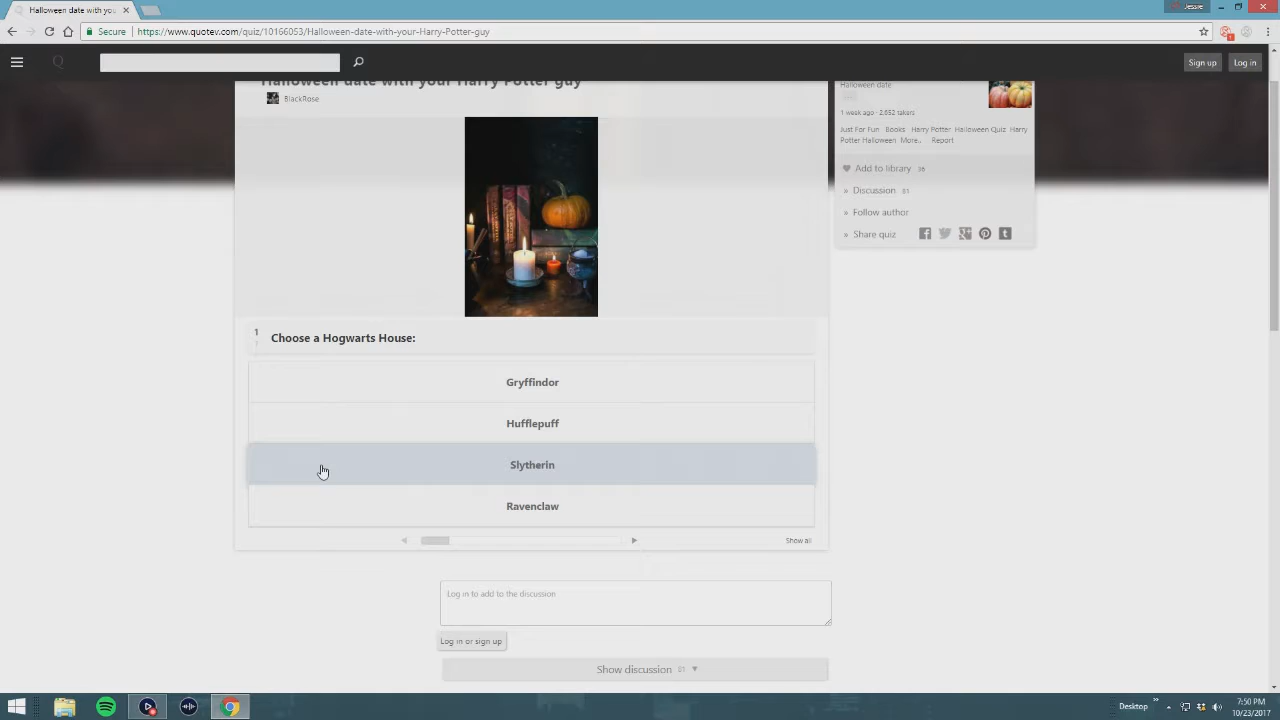 Halloween date with you
Jesse
Secure
https://www.quotev.com/quiz/10166053/Halloween-date-with-your-Harry-Potter-guy
Q
Sign up
Log in
Halloween date with your Harry Potter guy
BlackRose
Halloween date
1 week ago · 2,652 takers
Just For Fun Books Harry Potter Halloween Quiz Harry
Potter Halloween More.. Report
Add to library 36
» Discussion 81
» Follow author
» Share quiz
1
7
Choose a Hogwarts House:
Gryffindor
Hufflepuff
Slytherin
Ravenclaw
Show all
Log in to add to the discussion
Log in or sign up
Show discussion 81
Desktop
7:50 PM
10/23/2017